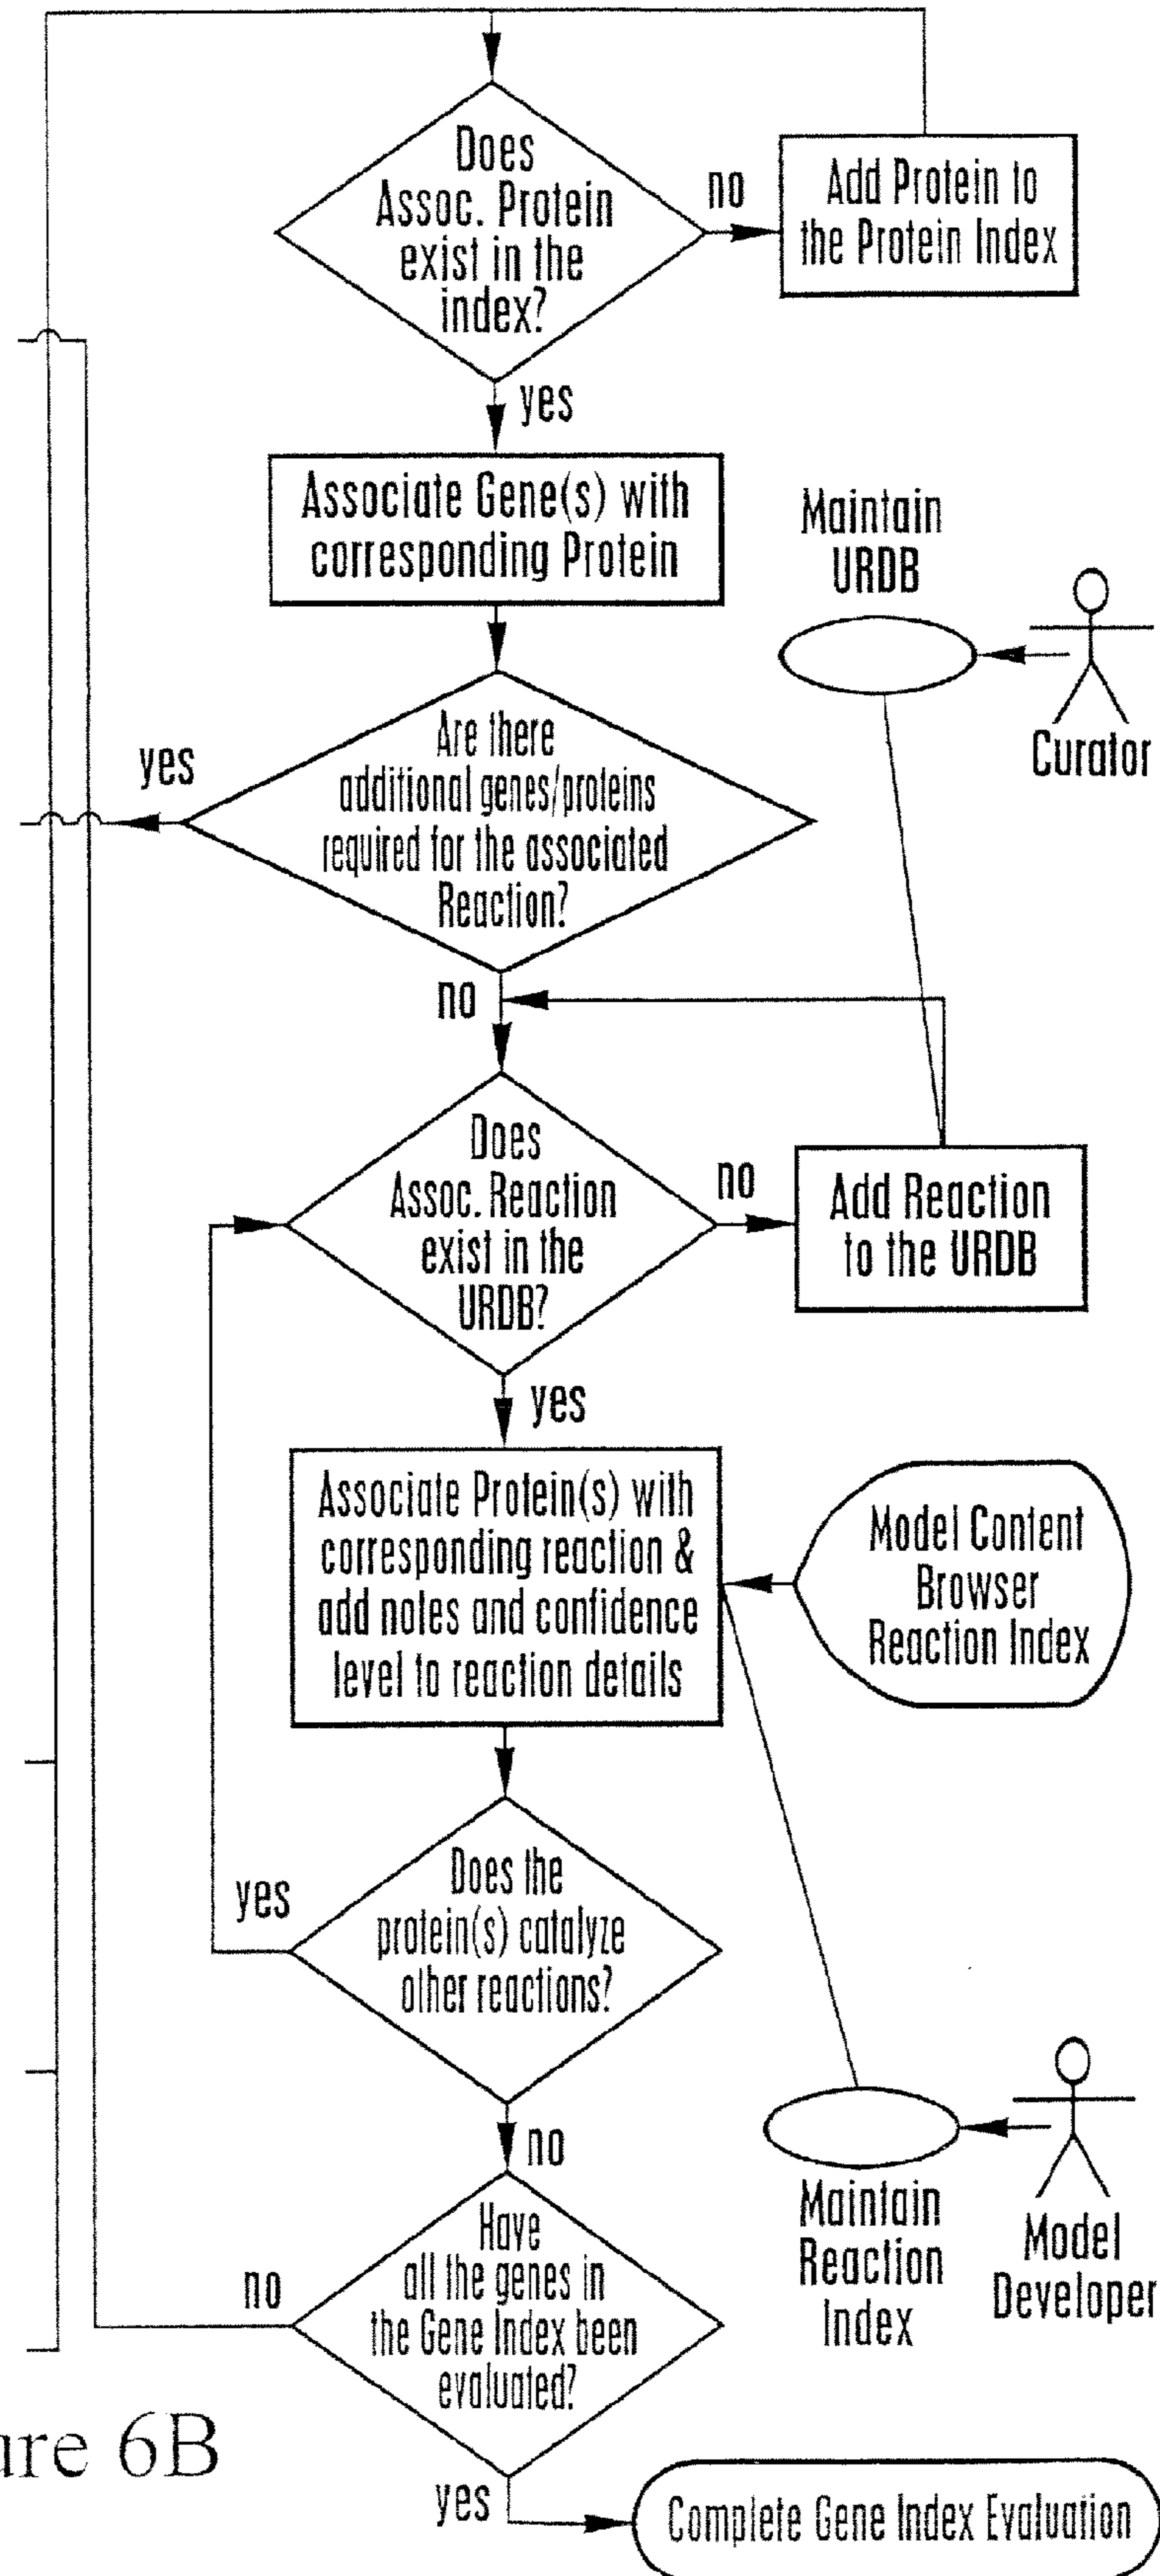 Does
Assoc. Protein
exist in the
index?
no
Add Protein to
the Protein Index
yes
Associate Gene(s) with
corresponding Protein
Maintain
URDB
Curator
yes
Are there
additional genes/proteins
required for the associated
Reaction?
no
Does
Assoc. Reaction
exist in the
URDB?
no
Add Reaction
to the URDB
yes
Associate Protein(s) with
corresponding reaction &
add notes and confidence
level to reaction details
Model Content
Browser
Reaction Index
yes
Does the
protein(s) catalyze
other reactions?
no
Maintain
Reaction
Index
Model
Developer
Have
all the genes in
the Gene Index been
evaluated?
no
ure 6B
yes
Complete Gene Index Evaluation